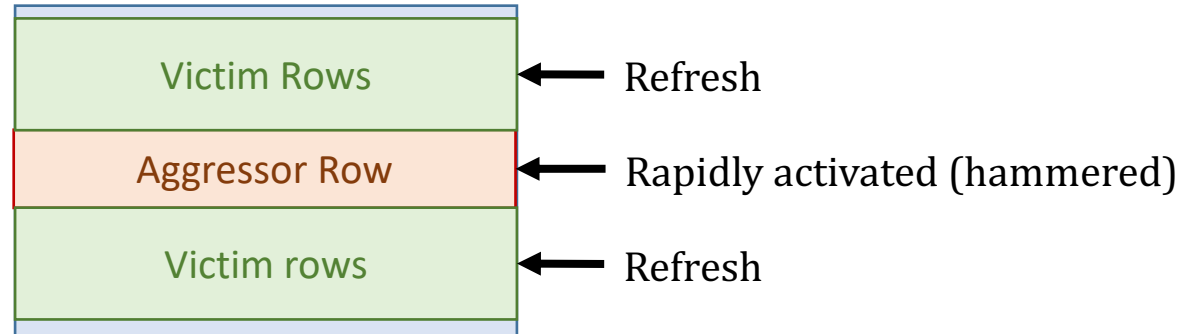 Victim Rows
Refresh
Aggressor Row
Rapidly activated (hammered)
Victim rows
Refresh